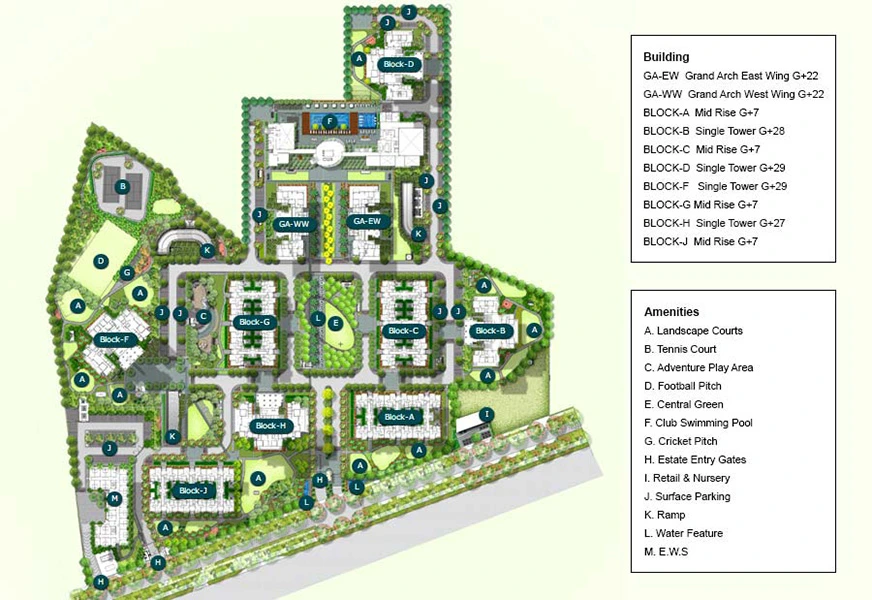 J
J
A
Block-D
F
B
J
J
J
GA-WW
GA-EW
K
K
D
G
A
A
A
J
J
C
Block-G
L
E
Block-C
J
J
Block-B
A
A
A
Block-F
A
A
K
Block-H
Block-A
I
J
A
A
A
M
Block-J
H
L
L
A
H
H
Building
GA-EW Grand Arch East Wing G+22
GA-WW Grand Arch West Wing G+22
BLOCK-A Mid Rise G+7
BLOCK-B Single Tower G+28
BLOCK-C Mid Rise G+7
BLOCK-D Single Tower G+29
BLOCK-F Single Tower G+29
BLOCK-G Mid Rise G+7
BLOCK-H Single Tower G+27
BLOCK-J Mid Rise G+7
Amenities
A. Landscape Courts
B. Tennis Court
C. Adventure Play Area
D. Football Pitch
E. Central Green
F. Club Swimming Pool
G. Cricket Pitch
H. Estate Entry Gates
I. Retail & Nursery
J. Surface Parking
K. Ramp
L. Water Feature
M. E.W.S